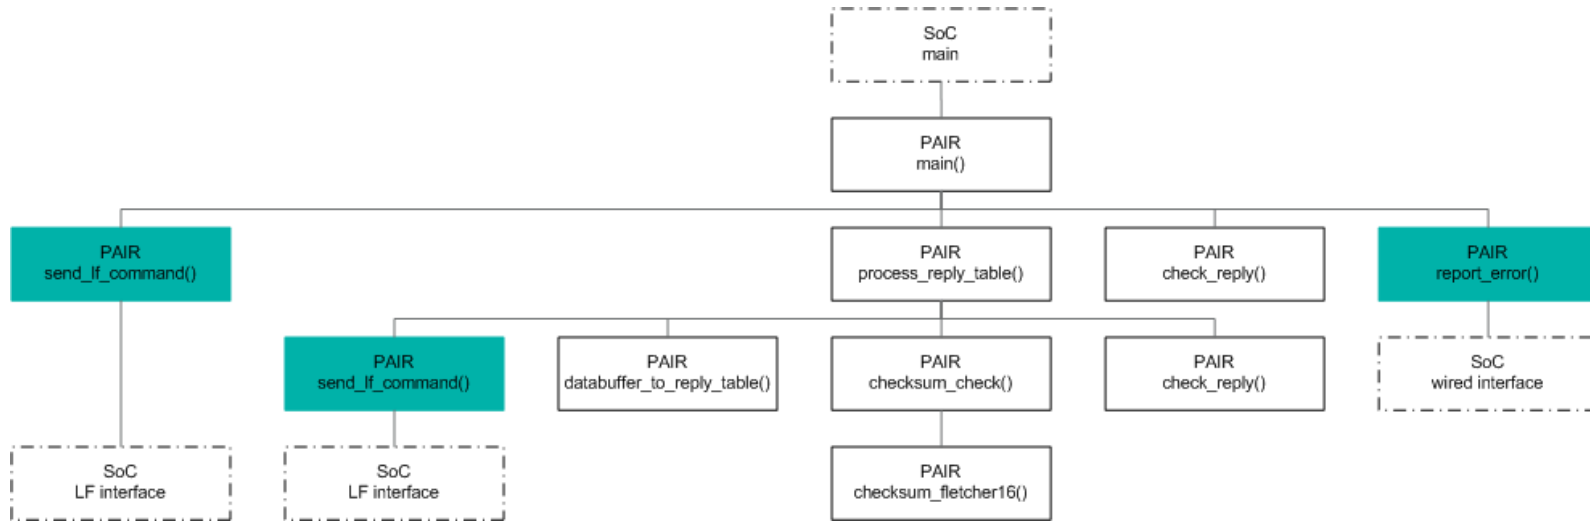 SoC
main
PAIR
main()
PAIR
send_lf_command()
PAIR
process_reply_table()
PAIR
check_reply()
PAIR
report_error()
PAIR
send_lf_command()
PAIR
databuffer_to_reply_table()
PAIR
checksum_check()
PAIR
check_reply()
SoC
wired interface
SoC
LF interface
SoC
LF interface
PAIR
checksum_fletcher16()